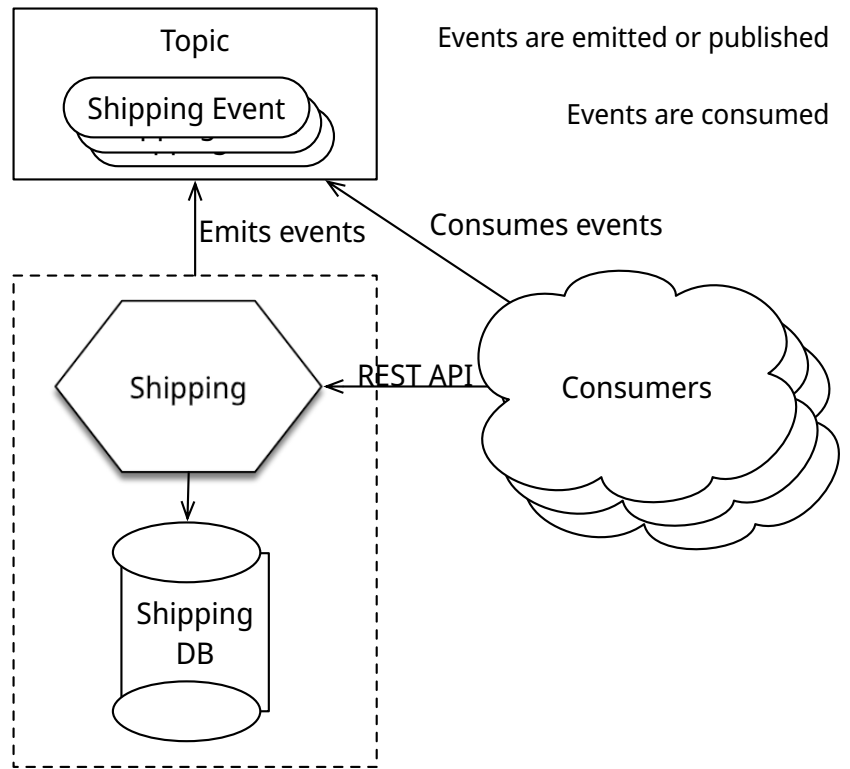 Topic
Shipping Event
Events are emitted or published
Events are consumed
Emits events
Consumes events
Shipping
REST API
Consumers
Shipping
DB